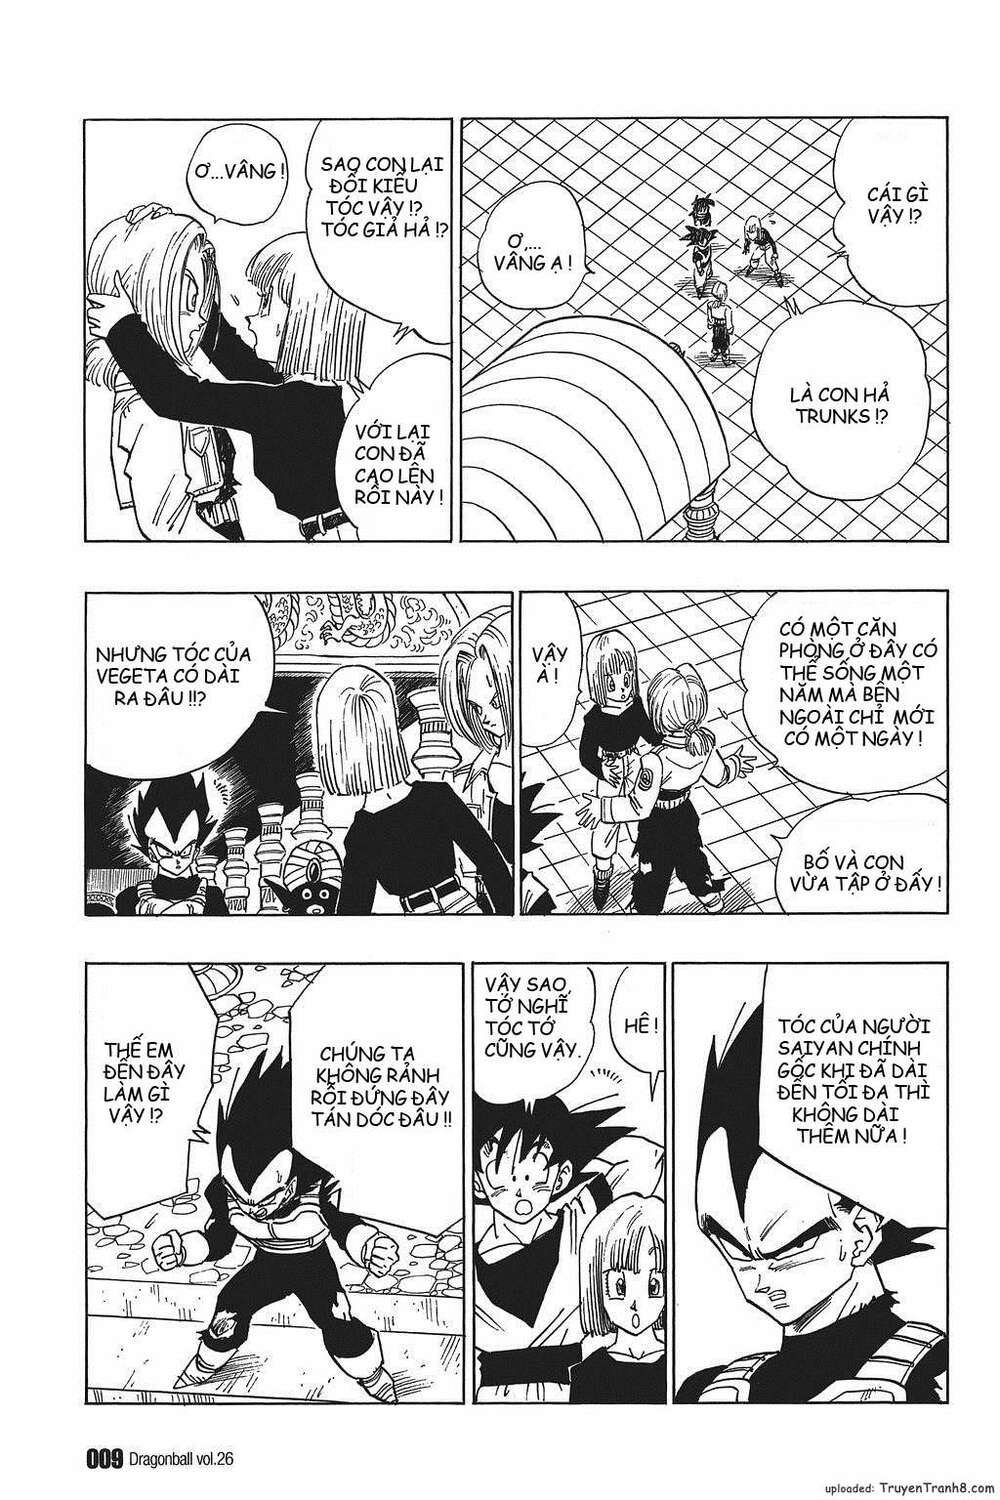 CÁI GÌ
VẬY !?
Ơ,...
VÂNG Ạ !
LÀ CON HẢ
TRUNKS !?
SAO CON LẠI
ĐỔI KIỂU
TÓC VẬY !?
TÓC GIẢ HẢ !?
Ơ...VÂNG !
VỚI LẠI
CON ĐÃ
CAO LÊN
RỒI NÀY !
CÓ MỘT CĂN
PHÒNG Ở ĐÂY CÓ
THỂ SỐNG MỘT
NĂM MÀ BÊN
NGOÀI CHỈ MỚI
CÓ MỘT NGÀY !
BỐ VÀ CON
VỪA TẬP Ở ĐẤY !
VẬY
À !
NHƯNG TÓC CỦA
VEGETA CÓ DÀI
RA ĐÂU !!?
TÓC CỦA NGƯỜI
SAIYAN CHÍNH
GỐC KHI ĐÃ DÀI
ĐẾN TỐI ĐA THÌ
KHÔNG DÀI
THÊM NỮA !
HÊ !
VẬY SAO,
TỚ NGHĨ
TÓC TỚ
CŨNG VẬY.
CHÚNG TA
KHÔNG RẢNH
RỖI ĐỨNG ĐÂY
TÁN DÓC ĐÂU !!
THẾ EM
ĐẾN ĐÂY
LÀM GÌ
VẬY !?
009 Dragonball vol.26
uploaded: TruyenTranh8.com